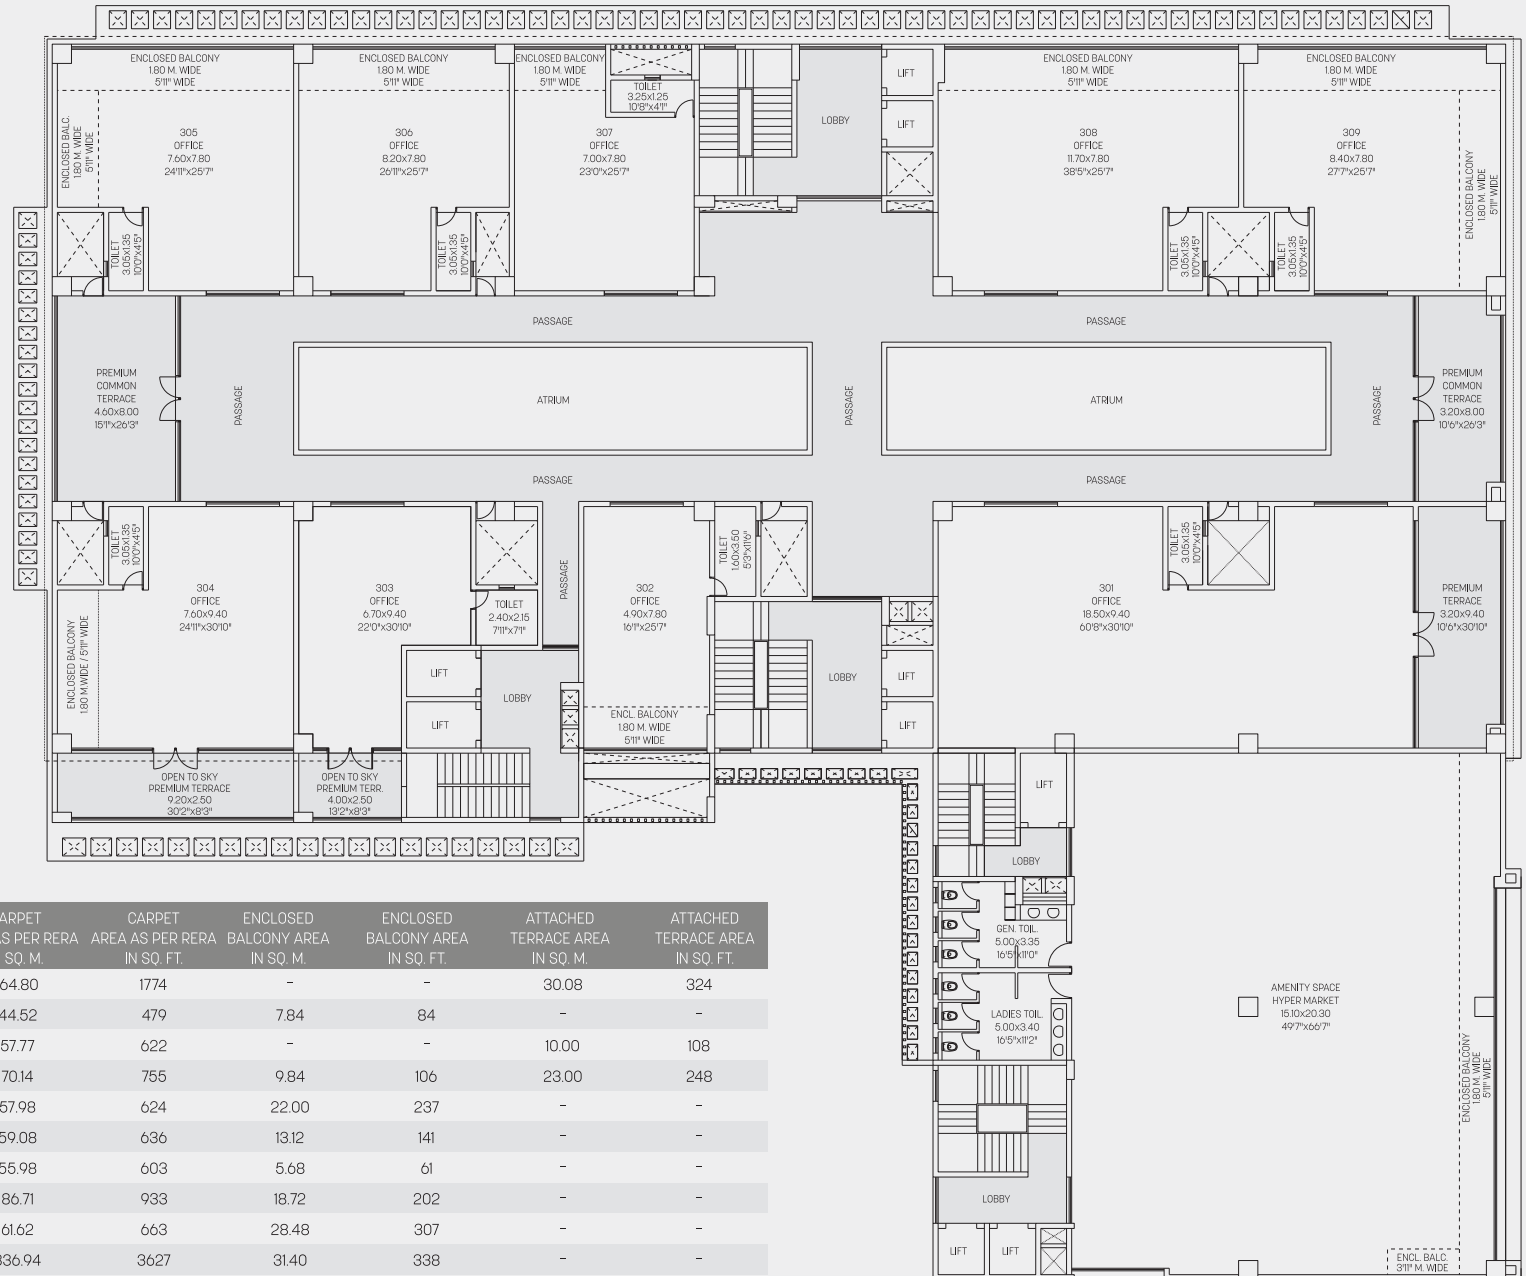 ENCLOSED BALCONY
1.80 M. WIDE
5'11" WIDE
ENCLOSED BALCONY
1.80 M. WIDE
5'11" WIDE
ENCLOSED BALCONY
1.80 M. WIDE
5'11" WIDE
TOILET
3.25x1.25
10'8"x4'1"
LOBBY
LIFT
LIFT
ENCLOSED BALCONY
1.80 M. WIDE
5'11" WIDE
ENCLOSED BALCONY
1.80 M. WIDE
5'11" WIDE
ENCLOSED BALC.
1.80 M. WIDE
5'11" WIDE
305
OFFICE
7.60x7.80
24'11"x25'7"
306
OFFICE
8.20x7.80
26'11"x25'7"
307
OFFICE
7.00x7.80
23'0"x25'7"
308
OFFICE
11.70x7.80
38'5"x25'7"
309
OFFICE
8.40x7.80
27'7"x25'7"
ENCLOSED BALCONY
1.80 M. WIDE
5'11" WIDE
TOILET
3.05x1.35
10'0"x4'5"
TOILET
3.05x1.35
10'0"x4'5"
TOILET
3.05x1.35
10'0"x4'5"
TOILET
3.05x1.35
10'0"x4'5"
PASSAGE
PASSAGE
PREMIUM
COMMON
TERRACE
4.60x8.00
15'1"x26'3"
PASSAGE
ATRIUM
PASSAGE
ATRIUM
PASSAGE
PREMIUM
COMMON
TERRACE
3.20x8.00
10'6"x26'3"
PASSAGE
PASSAGE
TOILET
3.05x1.35
10'0"x4'5"
TOILET
1.60x3.50
5'3"x11'6"
TOILET
3.05x1.35
10'0"x4'5"
304
OFFICE
7.60x9.40
24'11"x30'10"
303
OFFICE
6.70x9.40
22'0"x30'10"
TOILET
2.40x2.15
7'11"x7'1"
PASSAGE
302
OFFICE
4.90x7.80
16'1"x25'7"
301
OFFICE
18.50x9.40
60'8"x30'10"
PREMIUM
TERRACE
3.20x9.40
10'6"x30'10"
ENCLOSED BALCONY
1.80 M.WIDE / 5'11" WIDE
LIFT
LIFT
LOBBY
ENCL. BALCONY
1.80 M. WIDE
5'11" WIDE
LOBBY
LIFT
LIFT
OPEN TO SKY
PREMIUM TERRACE
9.20x2.50
30'2"x8'3"
OPEN TO SKY
PREMIUM TERR.
4.00x2.50
13'2"x8'3"
LIFT
LOBBY
GEN. TOIL.
5.00x3.35
16'5"x11'0"
LADIES TOIL.
5.00x3.40
16'5"x11'2"
AMENITY SPACE
HYPER MARKET
15.10x20.30
49'7"x66'7"
ENCLOSED BALCONY
1.80 M. WIDE
5'11" WIDE
LOBBY
LIFT
LIFT
ENCL. BALC.
3'11" M. WIDE
ARPET CARPET ENCLOSED ENCLOSED ATTACHED ATTACHED
AS PER RERA AREA AS PER RERA BALCONY AREA BALCONY AREA TERRACE AREA TERRACE AREA
SQ. M. IN SQ. FT. IN SQ. M. IN SQ. FT. IN SQ. M. IN SQ. FT.
64.80 1774 - - 30.08 324
44.52 479 7.84 84 - -
57.77 622 - - 10.00 108
70.14 755 9.84 106 23.00 248
57.98 624 22.00 237 - -
59.08 636 13.12 141 - -
55.98 603 5.68 61 - -
86.71 933 18.72 202 - -
61.62 663 28.48 307 - -
336.94 3627 31.40 338 - -